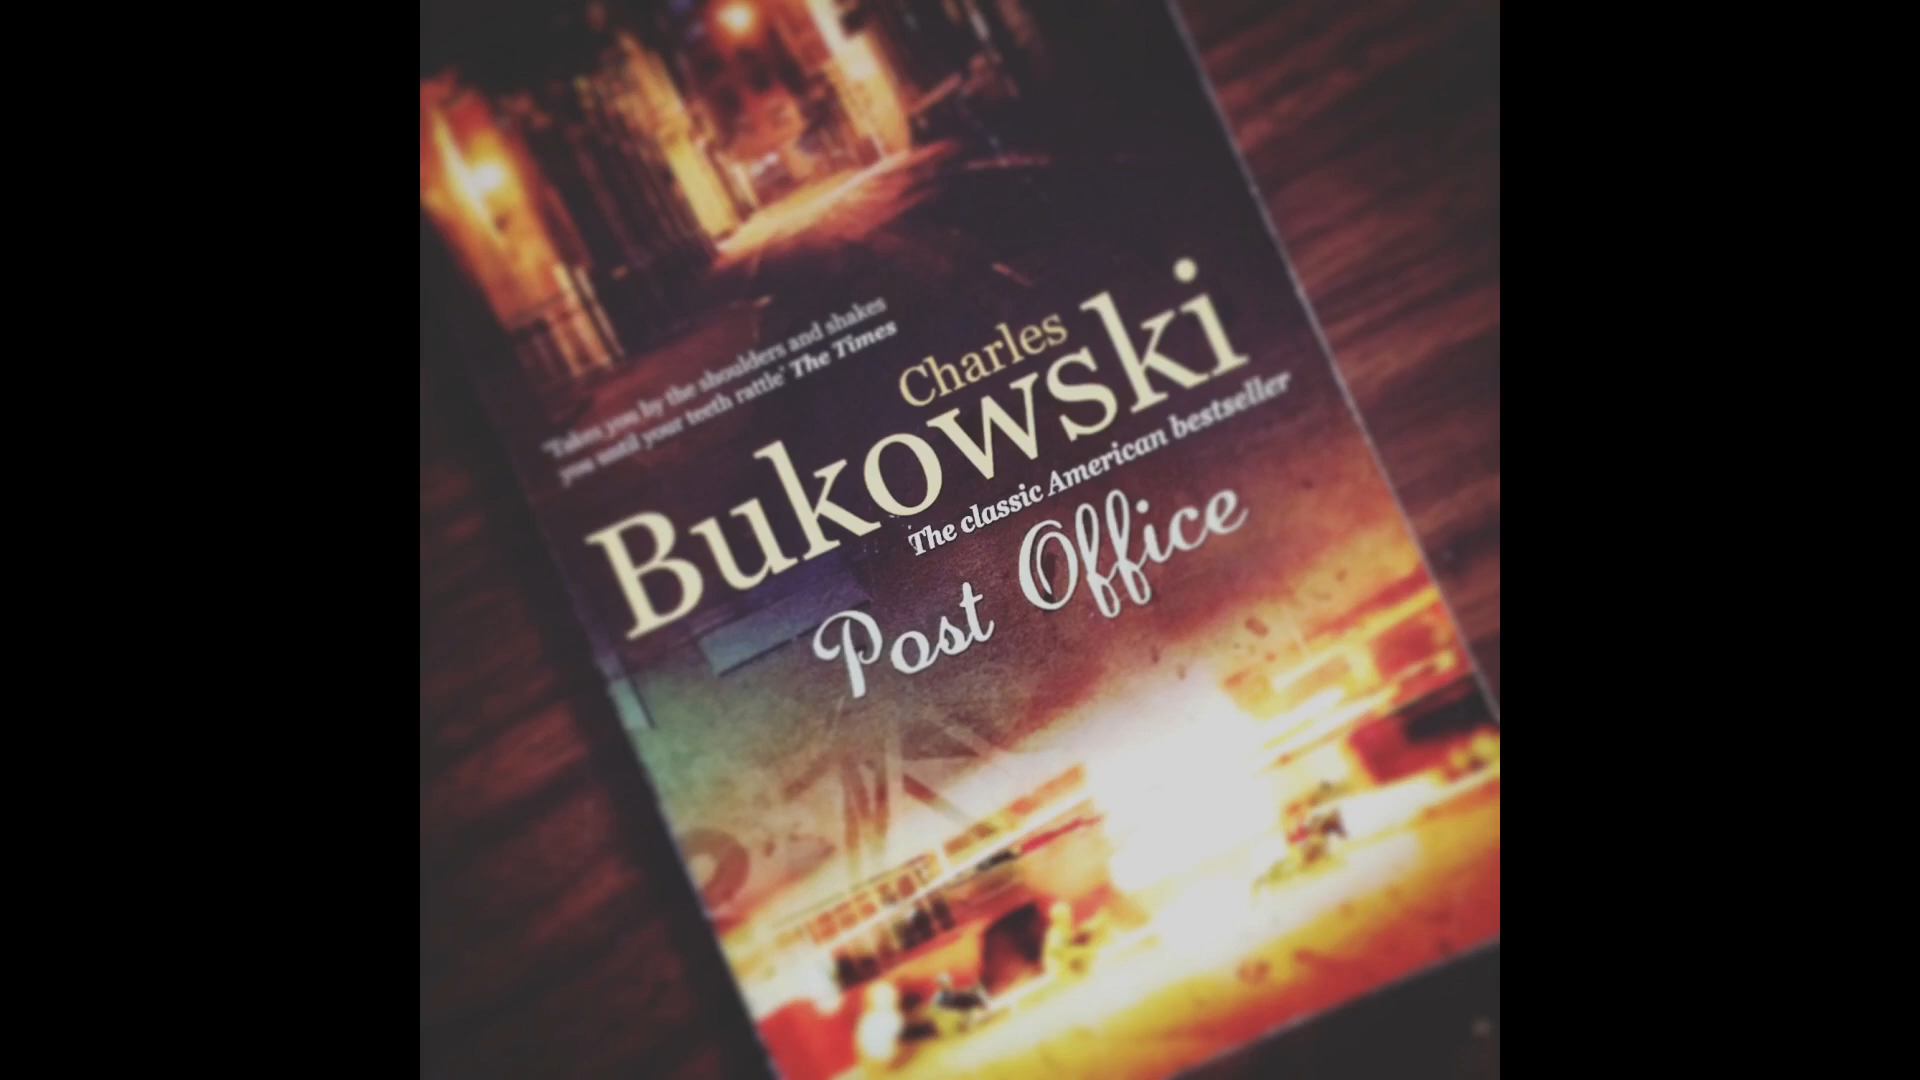 'Takes you by the shoulders and shakes
you until your teeth rattle' The Times
Charles
Bukowski
The classic American bestseller
Post Office